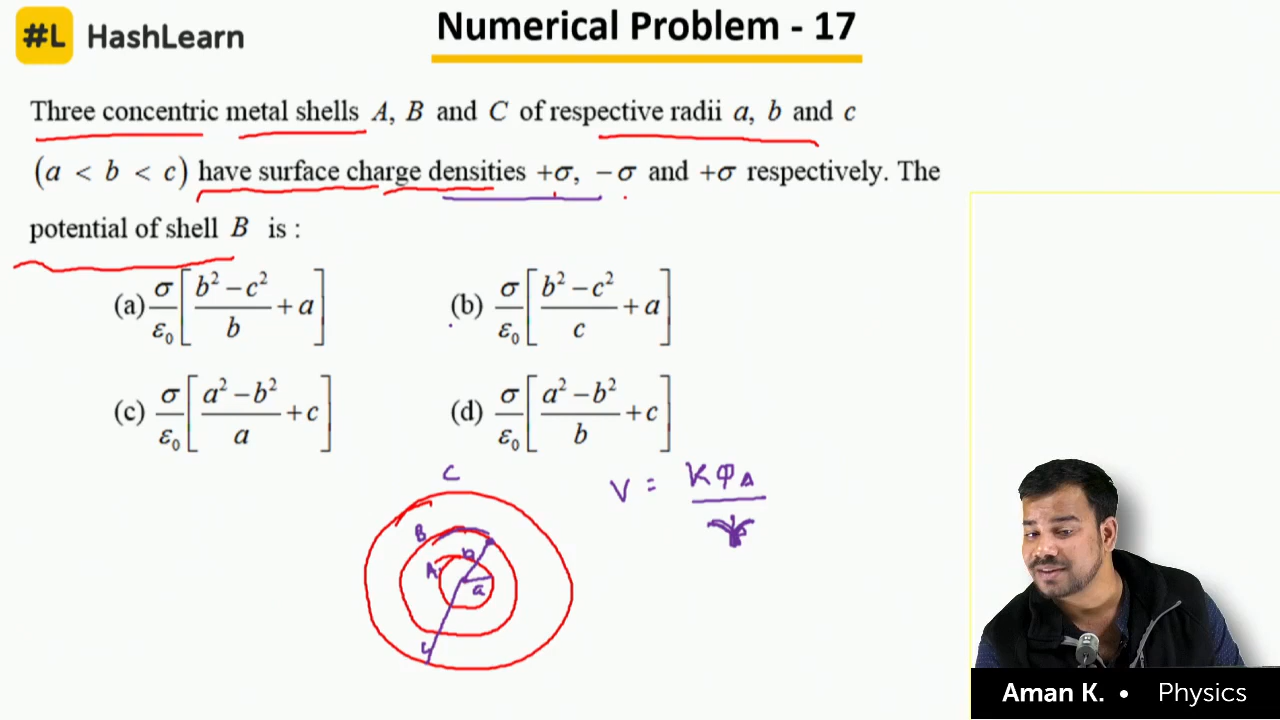 #L HashLearn
Numerical Problem - 17
Three concentric metal shells A, B and C of respective radii a, b and c
(a < b < c) have surface charge densities +σ, −σ and +σ respectively. The
potential of shell B is :
(a) σ/ε₀ [ (b² − c²)/b + a ] (b) σ/ε₀ [ (b² − c²)/c + a ]
(c) σ/ε₀ [ (a² − b²)/a + c ] (d) σ/ε₀ [ (a² − b²)/b + c ]
C
V = KφA
B
b
A
a
Aman K. • Physics